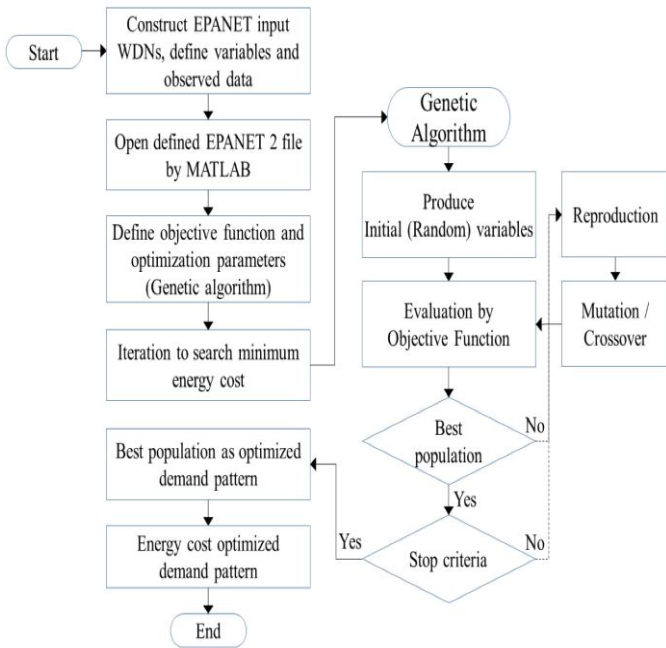 Start
Construct EPANET input
WDNs, define variables and
observed data
Open defined EPANET 2 file
by MATLAB
Define objective function and
optimization parameters
(Genetic algorithm)
Iteration to search minimum
energy cost
Genetic
Algorithm
Produce
Initial (Random) variables
Evaluation by
Objective Function
Reproduction
Mutation /
Crossover
Best
population
No
Yes
Stop criteria
No
Yes
Best population as optimized
demand pattern
Energy cost optimized
demand pattern
End